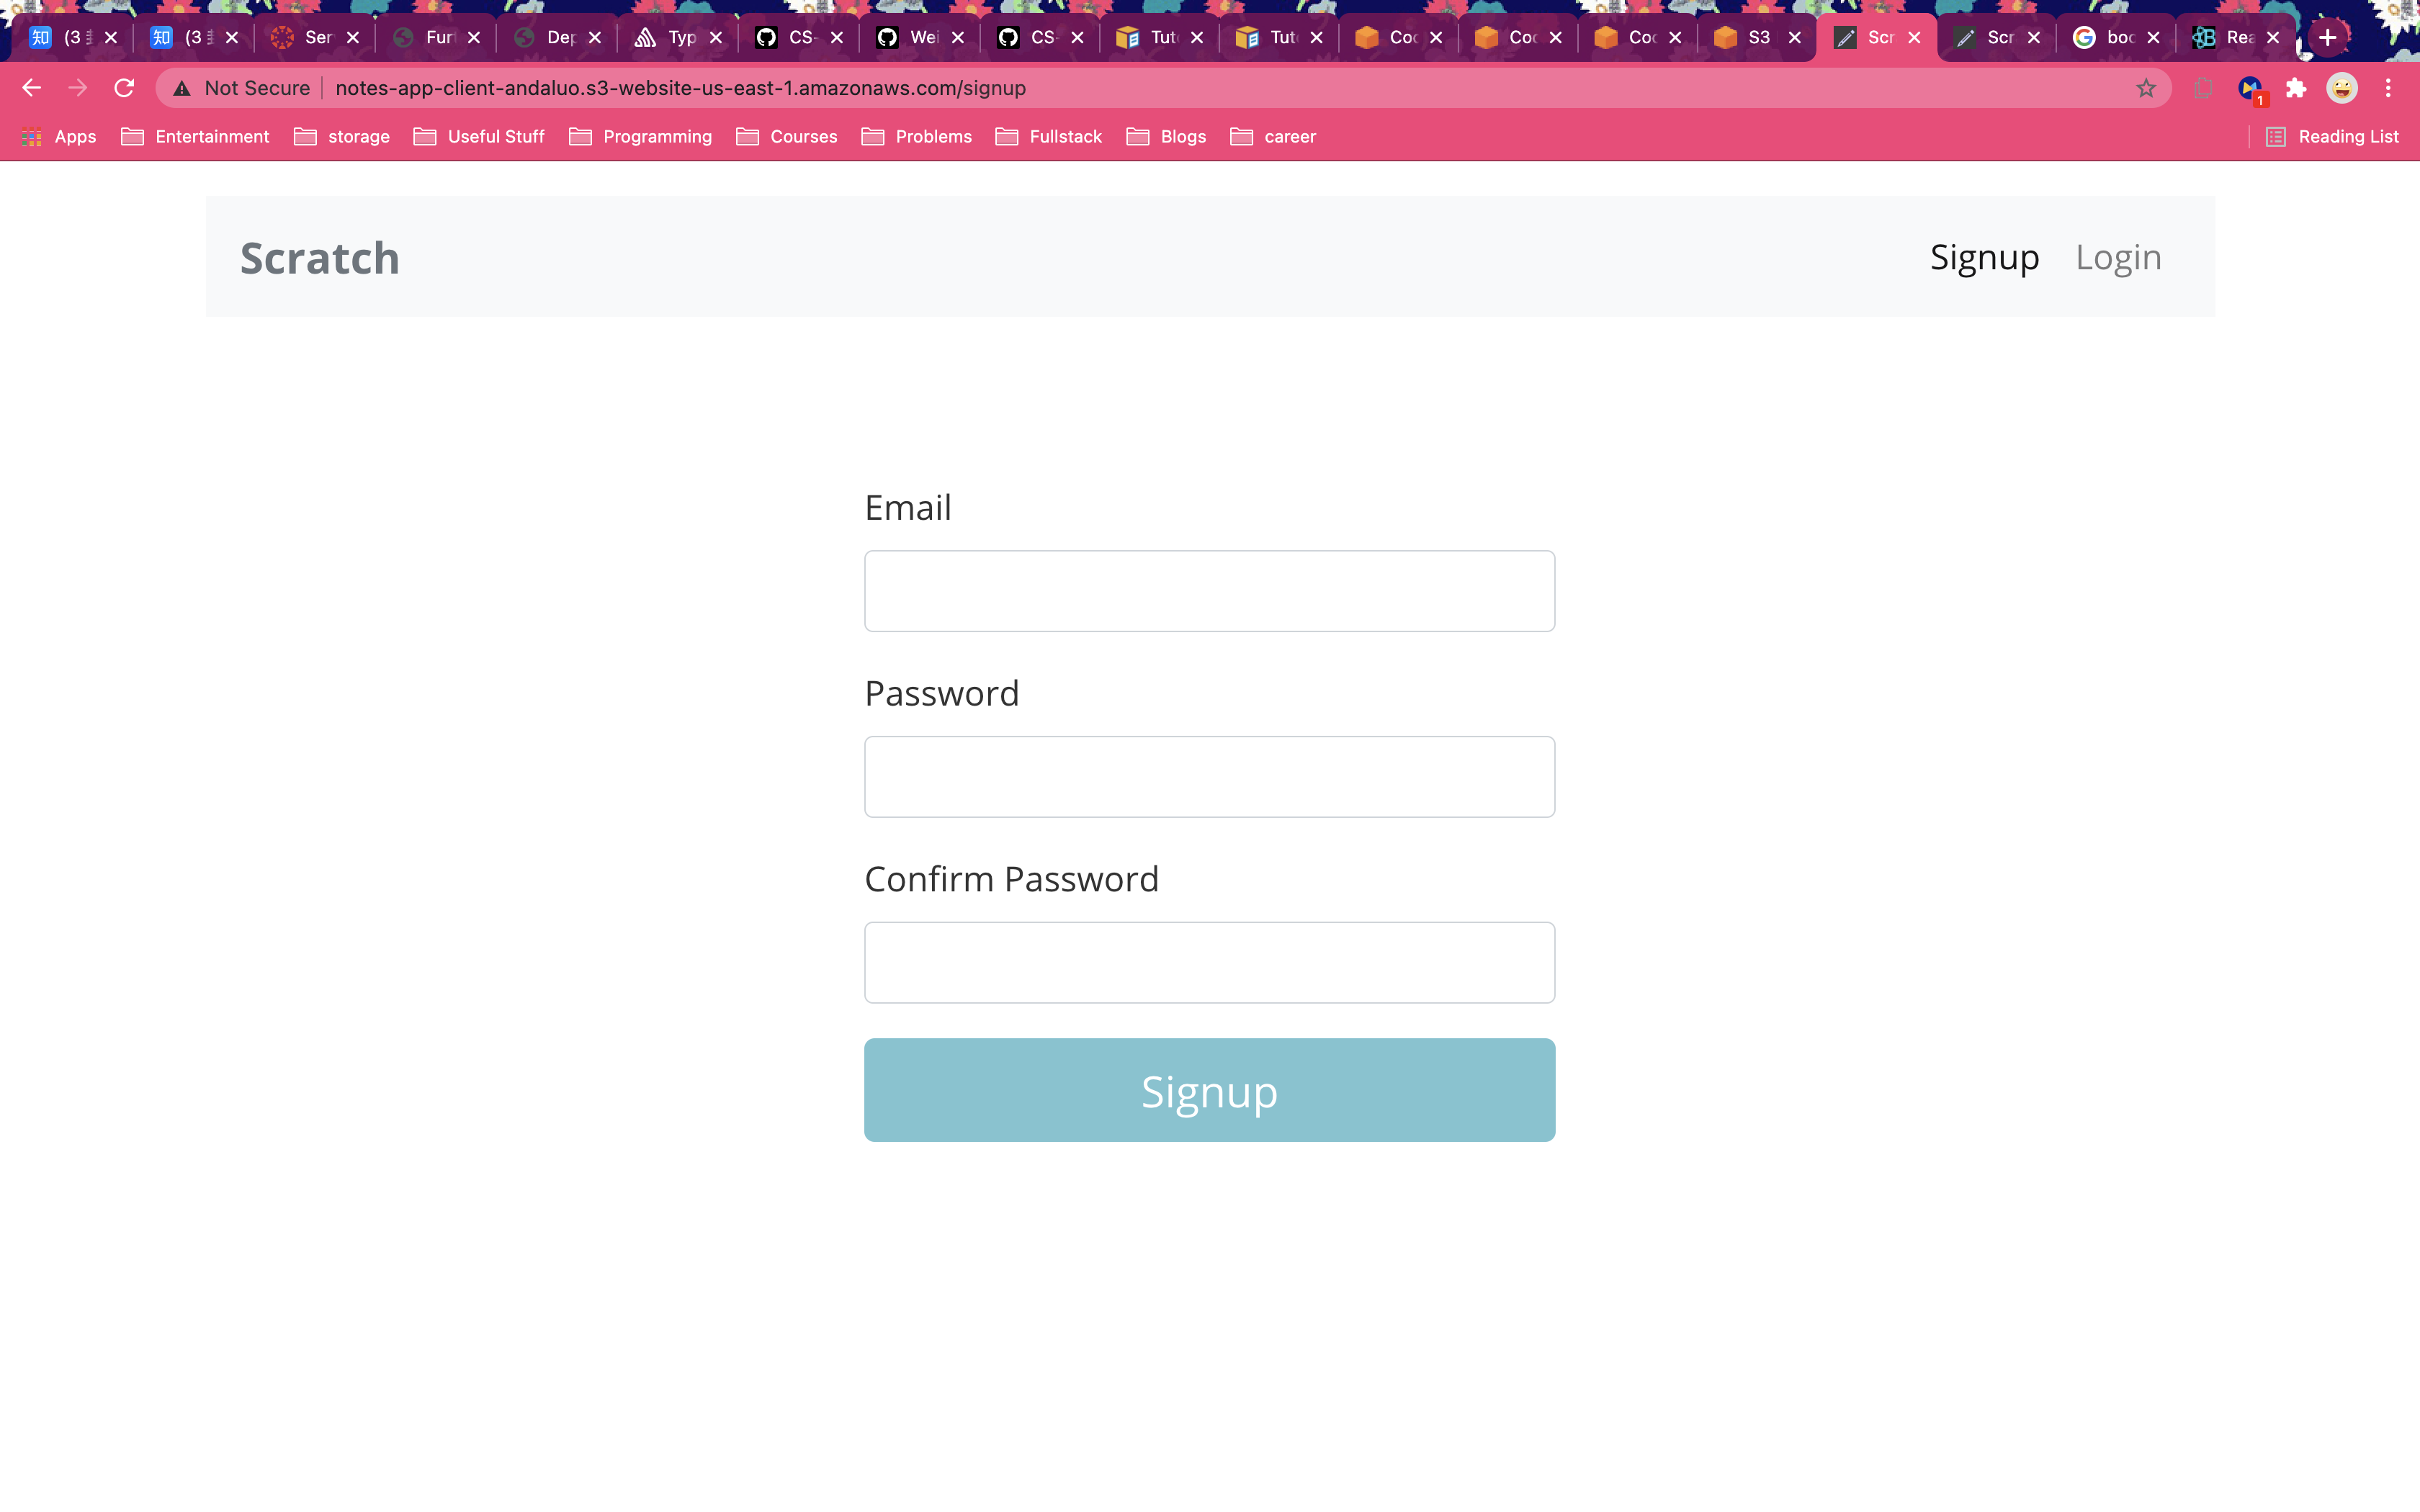 知 (3 知 (3 Ser Fur Dep Typ CS- Wei CS- Tut Tut Coc Coc Coc S3 Scr Scr boc Rea
Not Secure notes-app-client-andaluo.s3-website-us-east-1.amazonaws.com/signup
1
Apps Entertainment storage Useful Stuff Programming Courses Problems Fullstack Blogs career Reading List
Scratch Signup Login
Email
Password
Confirm Password
Signup